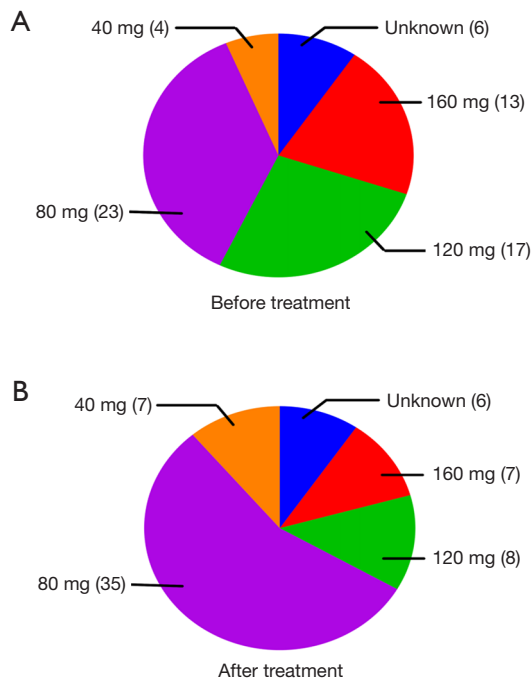 A
40 mg (4)
Unknown (6)
160 mg (13)
80 mg (23)
120 mg (17)
Before treatment
B
40 mg (7)
Unknown (6)
160 mg (7)
120 mg (8)
80 mg (35)
After treatment